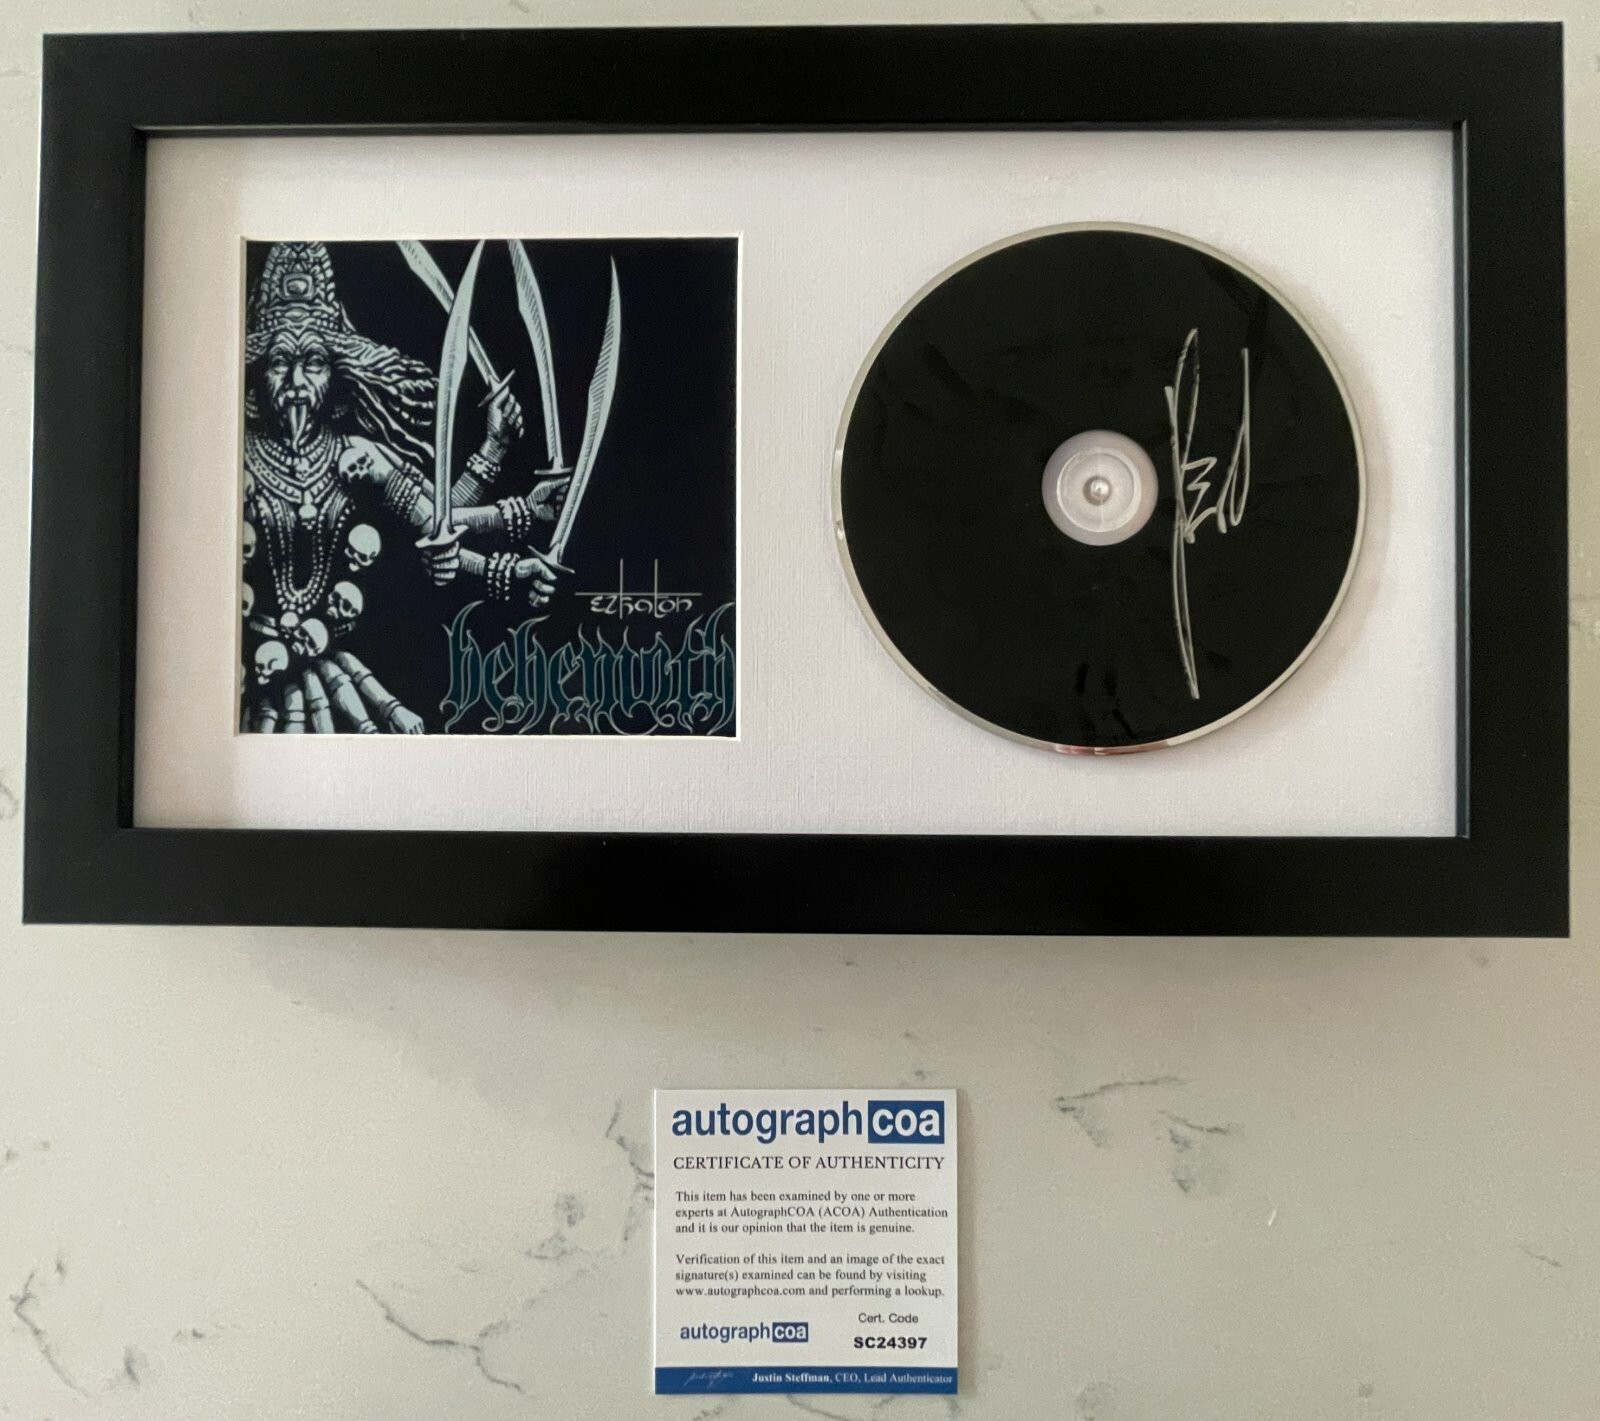 Ezkaton
behemoth
autographcoa
CERTIFICATE OF AUTHENTICITY
This item has been examined by one or more
experts at AutographCOA (ACOA) Authentication
and it is our opinion that the item is genuine.
Verification of this item and an image of the exact
signature(s) examined can be found by visiting
www.autographcoa.com and performing a lookup.
Cert. Code
autographcoa
SC24397
Justin Steffman, CEO, Lead Authenticator